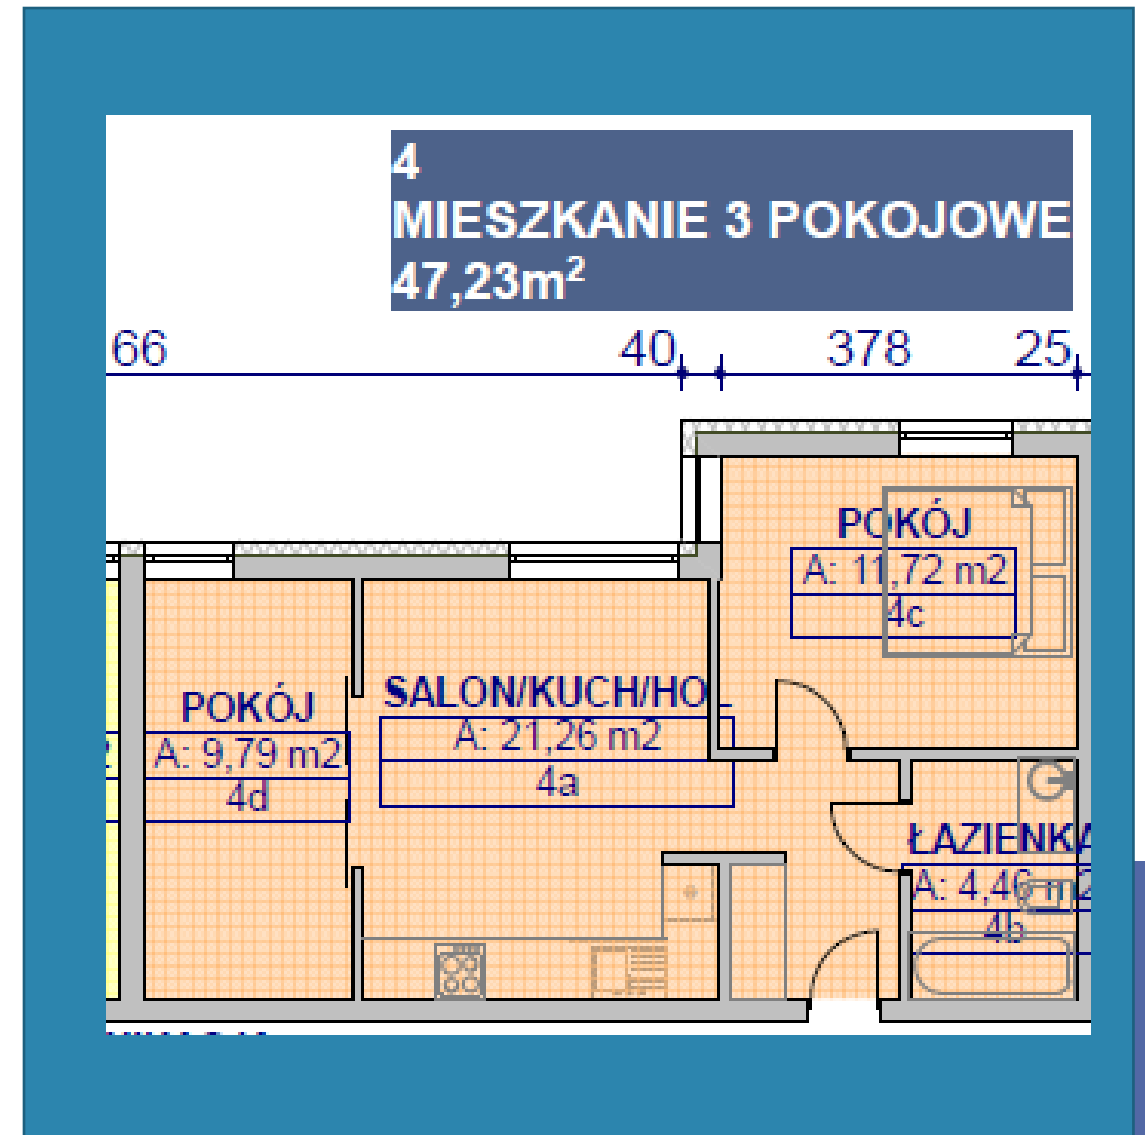 4
MIESZKANIE 3 POKOJOWE
47,23m²
66 40 378 25
POKÓJ
A: 11,72 m2
4c
SALON/KUCH/HOL
A: 21,26 m2
4a
POKÓJ
A: 9,79 m2
4d
ŁAZIENKA
A: 4,46 m2
4b